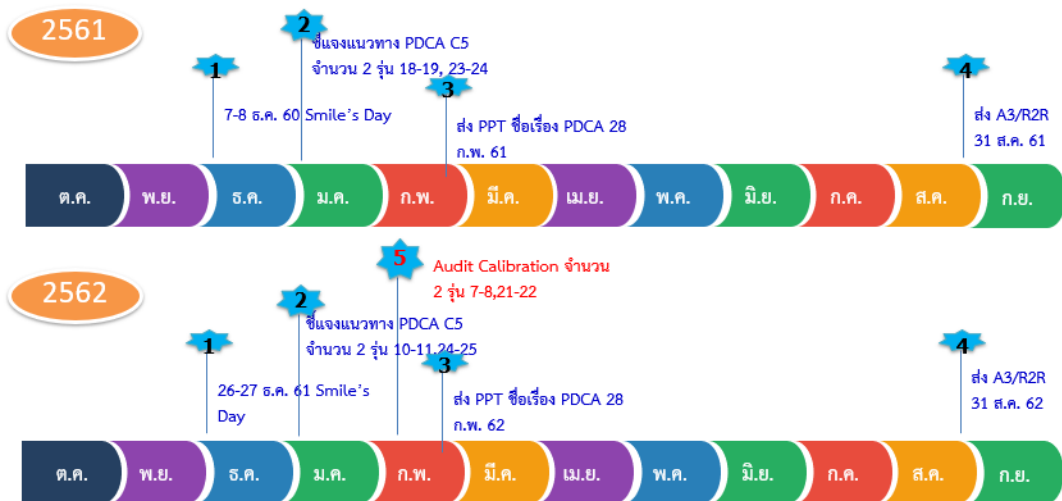 2561
2
ชี้แจงแนวทาง PDCA C5
จำนวน 2 รุ่น 18-19, 23-24
1
7-8 ธ.ค. 60 Smile's Day
3
ส่ง PPT ชื่อเรื่อง PDCA 28
ก.พ. 61
4
ส่ง A3/R2R
31 ส.ค. 61
ต.ค. พ.ย. ธ.ค. ม.ค. ก.พ. มี.ค. เม.ย. พ.ค. มิ.ย. ก.ค. ส.ค. ก.ย.
2562
5
Audit Calibration จำนวน
2 รุ่น 7-8,21-22
2
ชี้แจงแนวทาง PDCA C5
จำนวน 2 รุ่น 10-11,24-25
1
26-27 ธ.ค. 61 Smile's
Day
3
ส่ง PPT ชื่อเรื่อง PDCA 28
ก.พ. 62
4
ส่ง A3/R2R
31 ส.ค. 62
ต.ค. พ.ย. ธ.ค. ม.ค. ก.พ. มี.ค. เม.ย. พ.ค. มิ.ย. ก.ค. ส.ค. ก.ย.